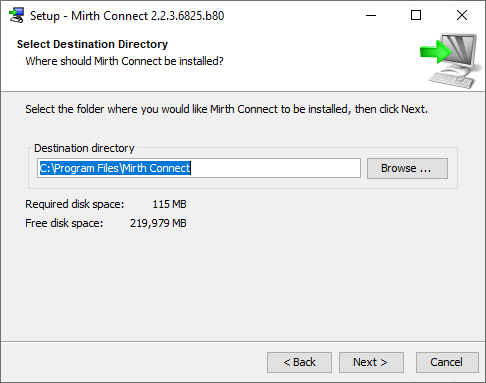 Setup - Mirth Connect 2.2.3.6825.b80
Select Destination Directory
Where should Mirth Connect be installed?
Select the folder where you would like Mirth Connect to be installed, then click Next.
Destination directory
C:\Program Files\Mirth Connect
Browse ...
Required disk space: 115 MB
Free disk space: 219,979 MB
< Back
Next >
Cancel